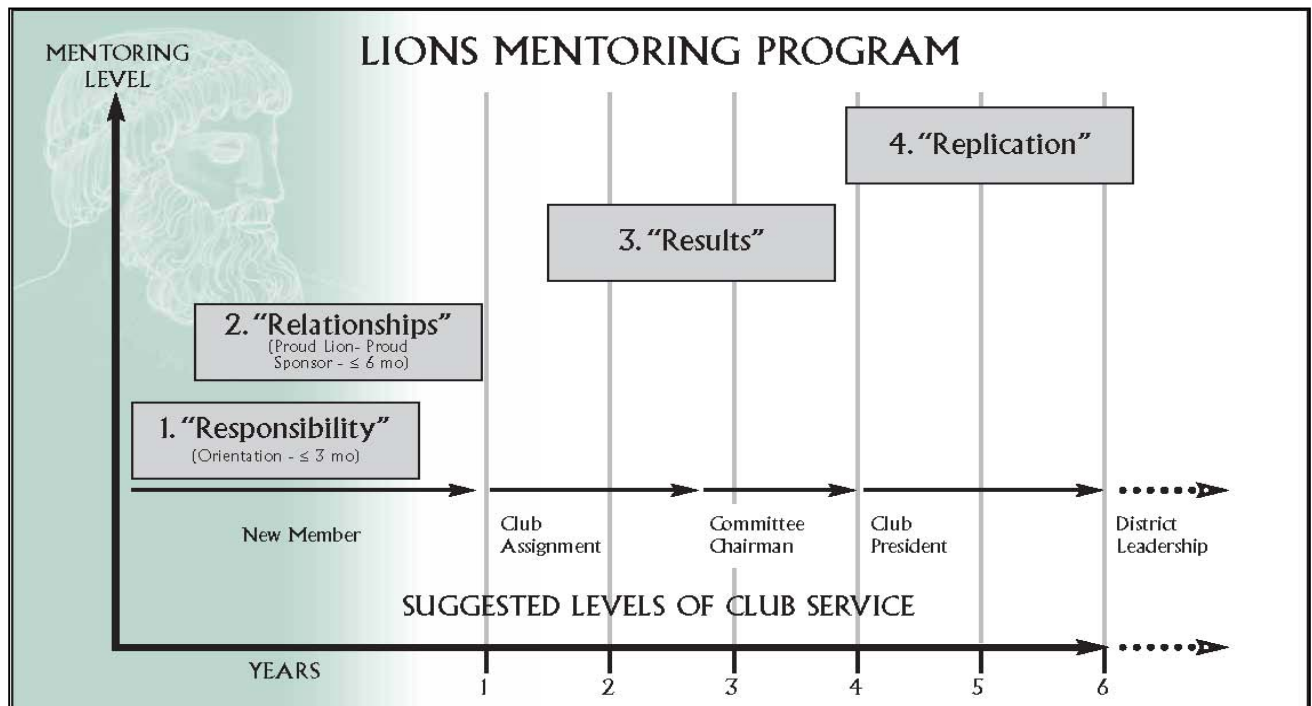 LIONS MENTORING PROGRAM
MENTORING
LEVEL
4. “Replication”
3. “Results”
2. “Relationships”
(Proud Lion- Proud
Sponsor - ≤ 6 mo)
1. “Responsibility”
(Orientation - ≤ 3 mo)
New Member
Club
Assignment
Committee
Chairman
Club
President
District
Leadership
SUGGESTED LEVELS OF CLUB SERVICE
YEARS
1 2 3 4 5 6